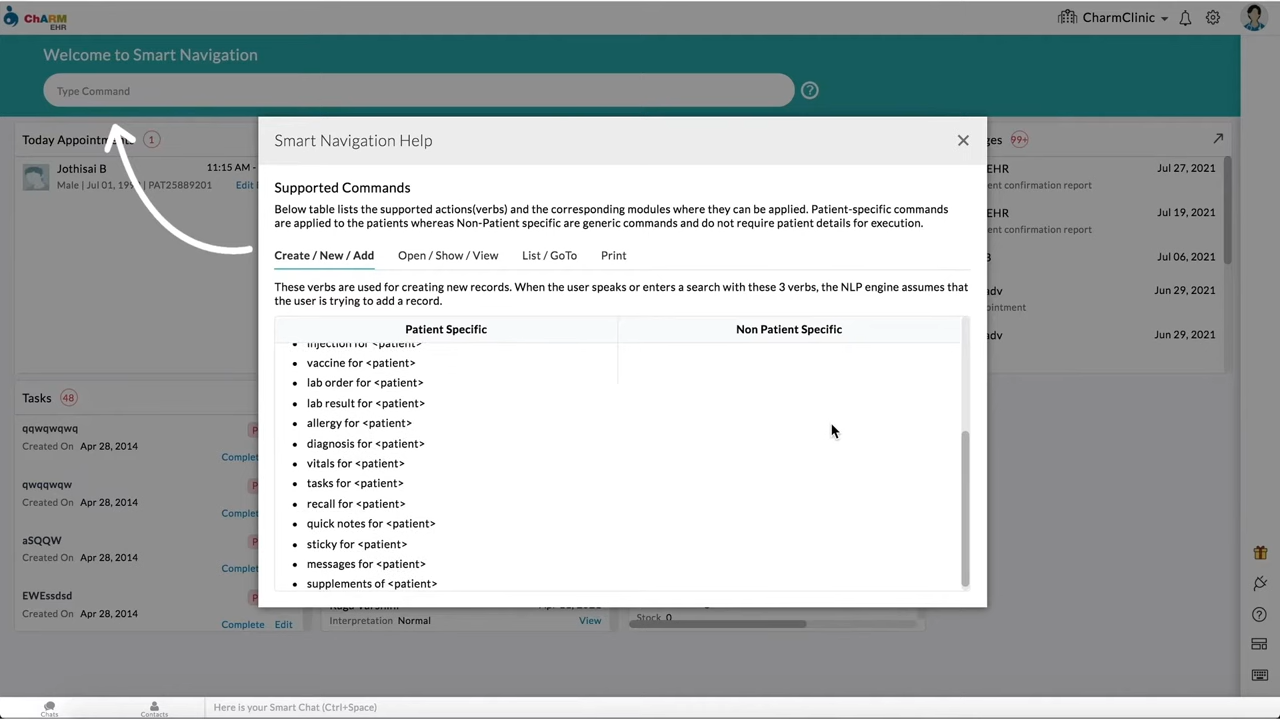 ChARM
EHR
CharmClinic
Welcome to Smart Navigation
Type Command
Today Appointm
1
Jothisai B
11:15 AM -
Male | Jul 01, 199 | PAT25889201
Edit
Smart Navigation Help
Supported Commands
Below table lists the supported actions(verbs) and the corresponding modules where they can be applied. Patient-specific commands
are applied to the patients whereas Non-Patient specific are generic commands and do not require patient details for execution.
Create / New / Add
Open / Show / View
List / GoTo
Print
These verbs are used for creating new records. When the user speaks or enters a search with these 3 verbs, the NLP engine assumes that
the user is trying to add a record.
Patient Specific
Non Patient Specific
injection for <patient>
vaccine for <patient>
lab order for <patient>
lab result for <patient>
allergy for <patient>
diagnosis for <patient>
vitals for <patient>
tasks for <patient>
recall for <patient>
quick notes for <patient>
sticky for <patient>
messages for <patient>
supplements of <patient>
ges
99+
EHR
Jul 27, 2021
ent confirmation report
EHR
Jul 19, 2021
ent confirmation report
Jul 06, 2021
adv
Jun 29, 2021
ointment
adv
Jun 29, 2021
Tasks
48
qqwqwqwq
Created On Apr 28, 2014
Complete
qwqqwqw
Created On Apr 28, 2014
Complete
aSQQW
Created On Apr 28, 2014
Complete
EWEssdsd
Created On Apr 28, 2014
Complete
Edit
Interpretation Normal
View
Stock 0
Chats
Contacts
Here is your Smart Chat (Ctrl+Space)